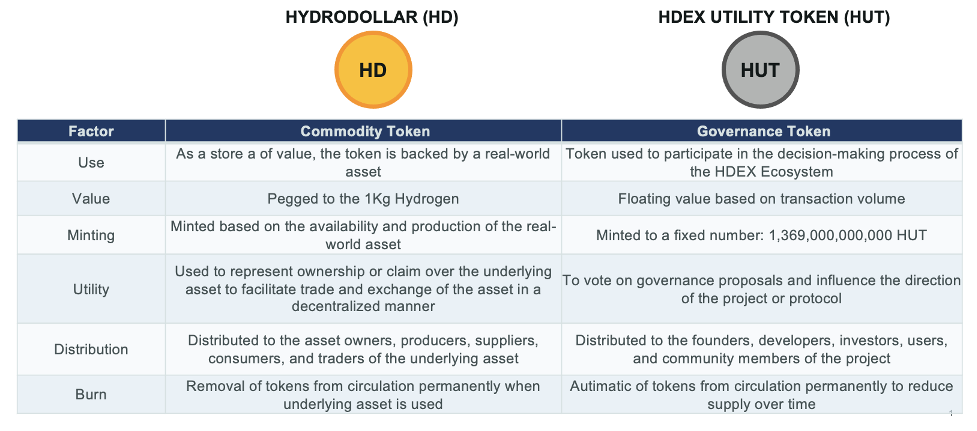 HYDRODOLLAR (HD)
HDEX UTILITY TOKEN (HUT)
HD
HUT
Factor
Commodity Token
Governance Token
Use
As a store a of value, the token is backed by a real-world
asset
Token used to participate in the decision-making process of
the HDEX Ecosystem
Value
Pegged to the 1Kg Hydrogen
Floating value based on transaction volume
Minting
Minted based on the availability and production of the real-
world asset
Minted to a fixed number: 1,369,000,000,000 HUT
Utility
Used to represent ownership or claim over the underlying
asset to facilitate trade and exchange of the asset in a
decentralized manner
To vote on governance proposals and influence the direction
of the project or protocol
Distribution
Distributed to the asset owners, producers, suppliers,
consumers, and traders of the underlying asset
Distributed to the founders, developers, investors, users,
and community members of the project
Burn
Removal of tokens from circulation permanently when
underlying asset is used
Autimatic of tokens from circulation permanently to reduce
supply over time
1